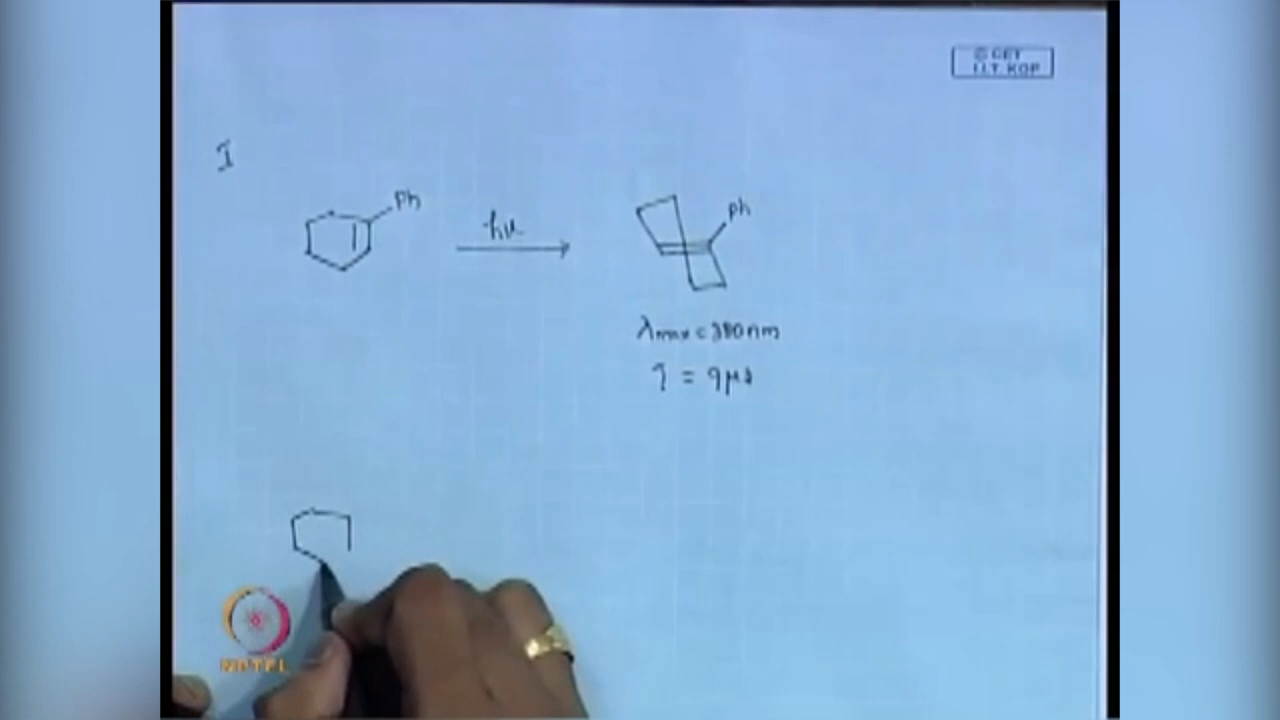 © CET
I.I.T. KGP
I
Ph
hν
Ph
λmax = 380 nm
τ = 9 μs
NPTEL